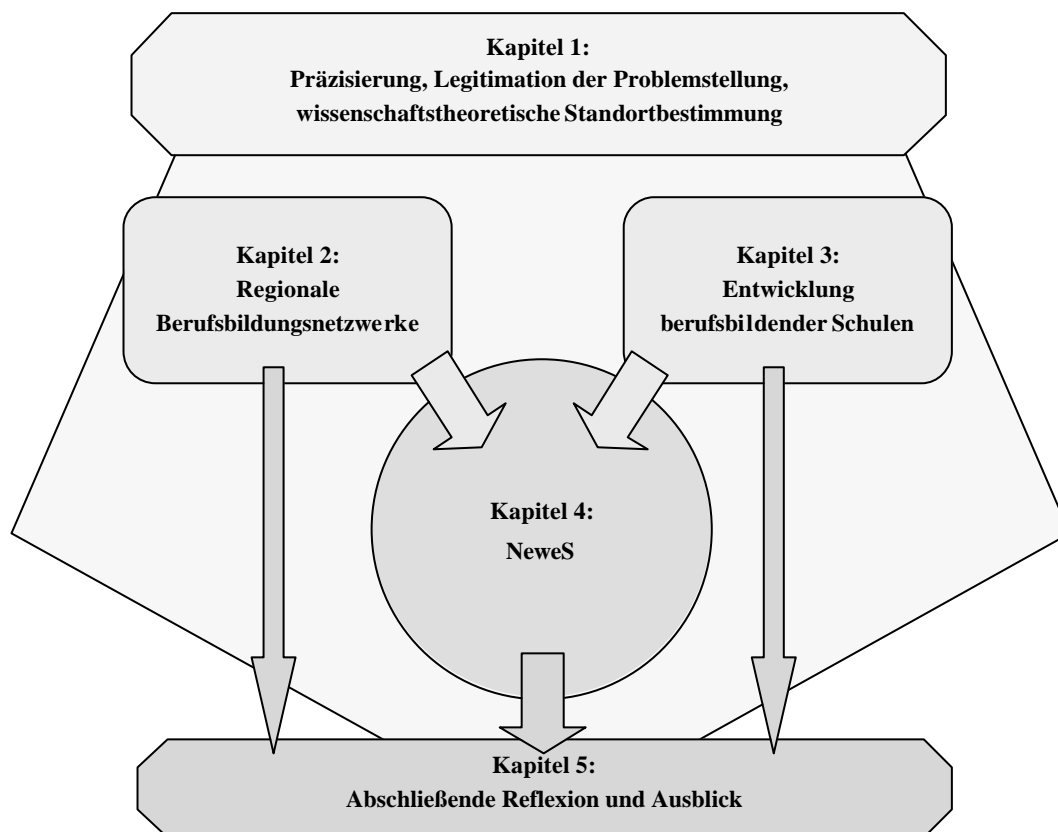 Kapitel 1:
Präzisierung, Legitimation der Problemstellung,
wissenschaftstheoretische Standortbestimmung
Kapitel 2:
Regionale
Berufsbildungsnetzwerke
Kapitel 3:
Entwicklung
berufsbildender Schulen
Kapitel 4:
NeweS
Kapitel 5:
Abschließende Reflexion und Ausblick